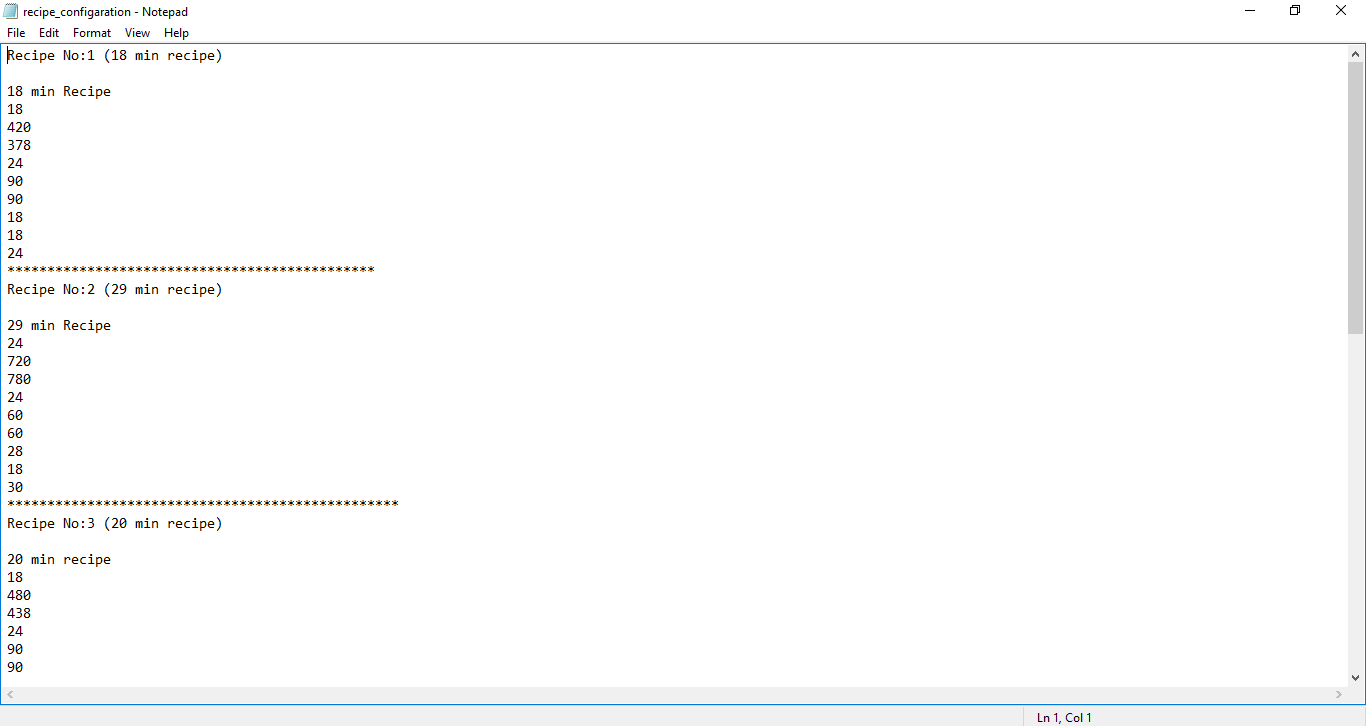 recipe_configaration - Notepad
File Edit Format View Help
Recipe No:1 (18 min recipe)
18 min Recipe
18
420
378
24
90
90
18
18
24
**********************************************
Recipe No:2 (29 min recipe)
29 min Recipe
24
720
780
24
60
60
28
18
30
*************************************************
Recipe No:3 (20 min recipe)
20 min recipe
18
480
438
24
90
90
Ln 1, Col 1